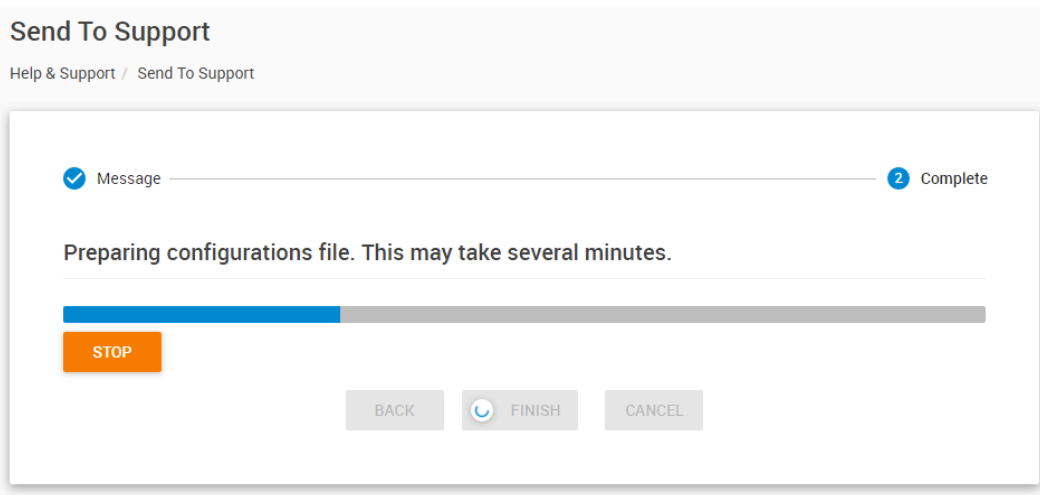 Send To Support
Help & Support / Send To Support
Message
2 Complete
Preparing configurations file. This may take several minutes.
STOP
BACK FINISH CANCEL